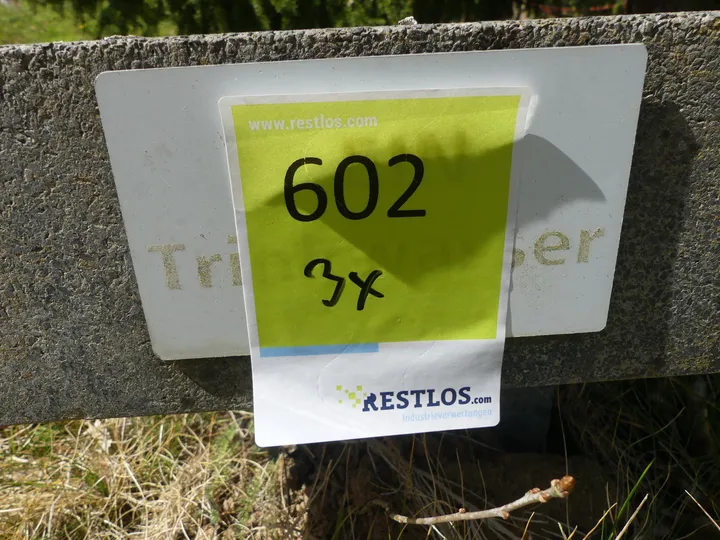 www.restlos.com
602
3x
RESTLOS.com
Industrieverwertungen